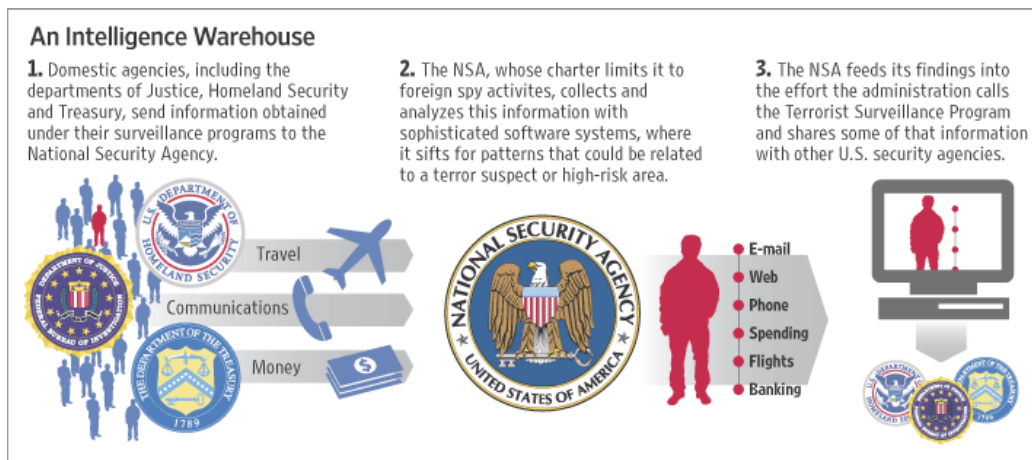 An Intelligence Warehouse
1. Domestic agencies, including the
departments of Justice, Homeland Security
and Treasury, send information obtained
under their surveillance programs to the
National Security Agency.
2. The NSA, whose charter limits it to
foreign spy activites, collects and
analyzes this information with
sophisticated software systems, where
it sifts for patterns that could be related
to a terror suspect or high-risk area.
3. The NSA feeds its findings into
the effort the administration calls
the Terrorist Surveillance Program
and shares some of that information
with other U.S. security agencies.
U.S. DEPARTMENT OF
HOMELAND SECURITY
DEPARTMENT OF JUSTICE
FEDERAL BUREAU OF INVESTIGATION
THE DEPARTMENT OF THE TREASURY
1789
Travel
Communications
Money
$
NATIONAL SECURITY AGENCY
UNITED STATES OF AMERICA
E-mail
Web
Phone
Spending
Flights
Banking